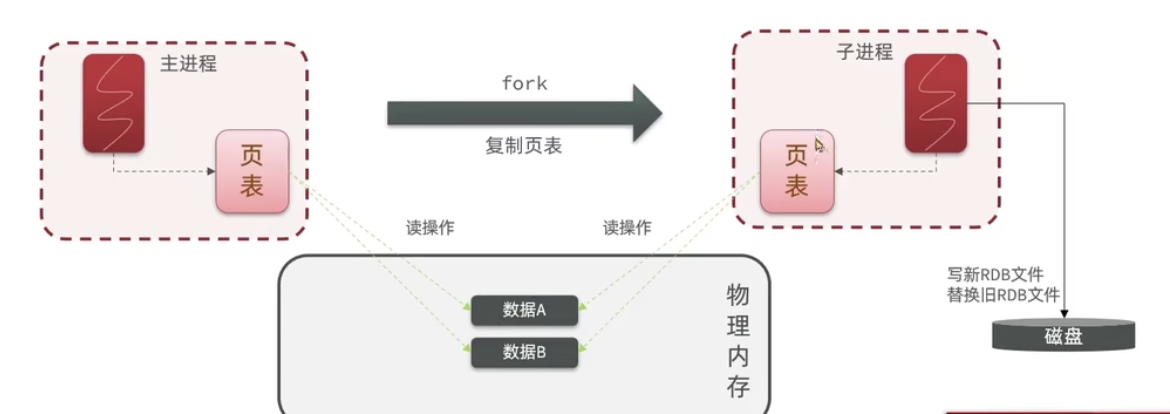 主进程
页表
fork
复制页表
子进程
页表
读操作
读操作
数据A
数据B
物理内存
写新RDB文件
替换旧RDB文件
磁盘